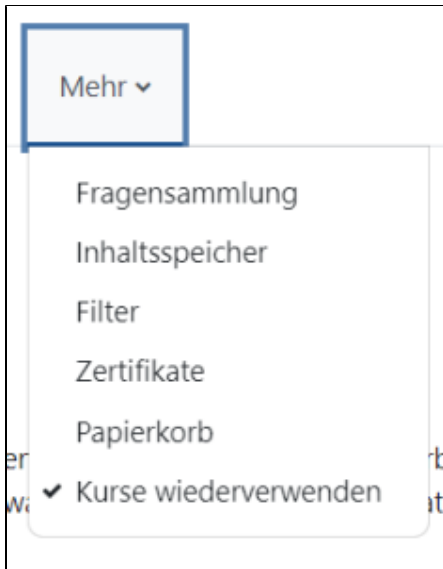 Mehr
Fragensammlung
Inhaltsspeicher
Filter
Zertifikate
Papierkorb
Kurse wiederverwenden